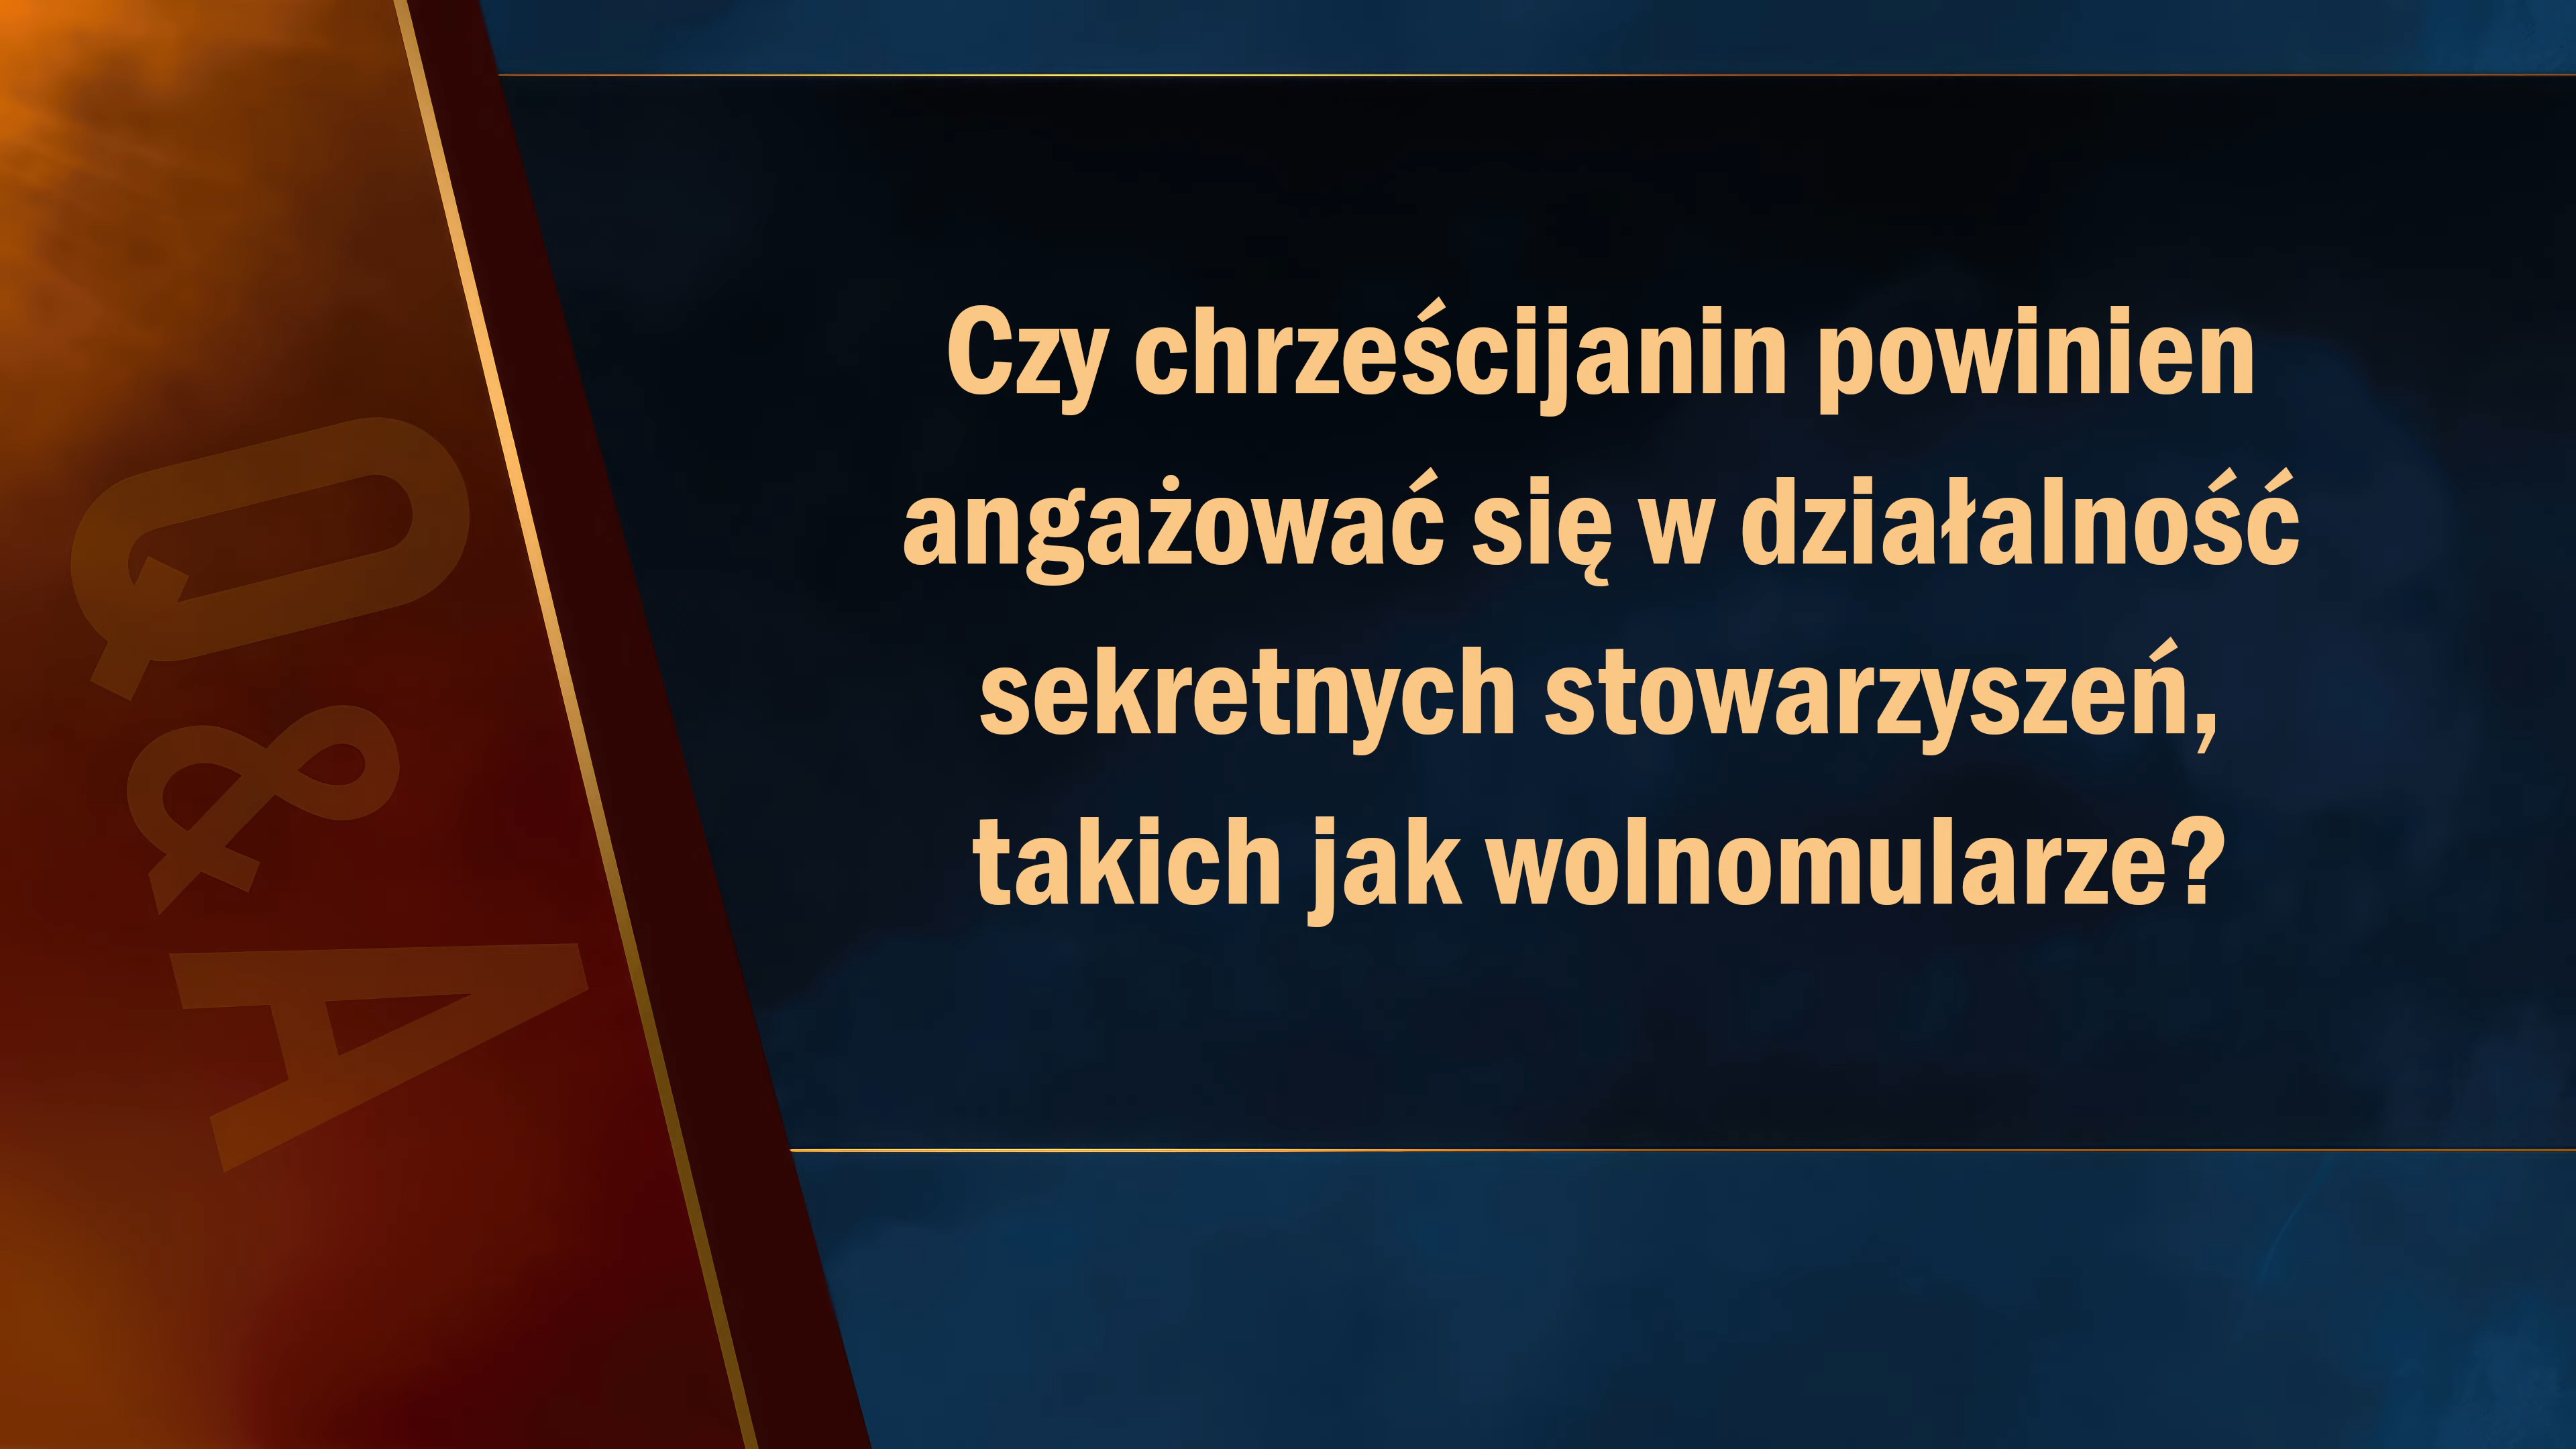 Q & A
Czy chrześcijanin powinien
angażować się w działalność
sekretnych stowarzyszeń,
takich jak wolnomularze?